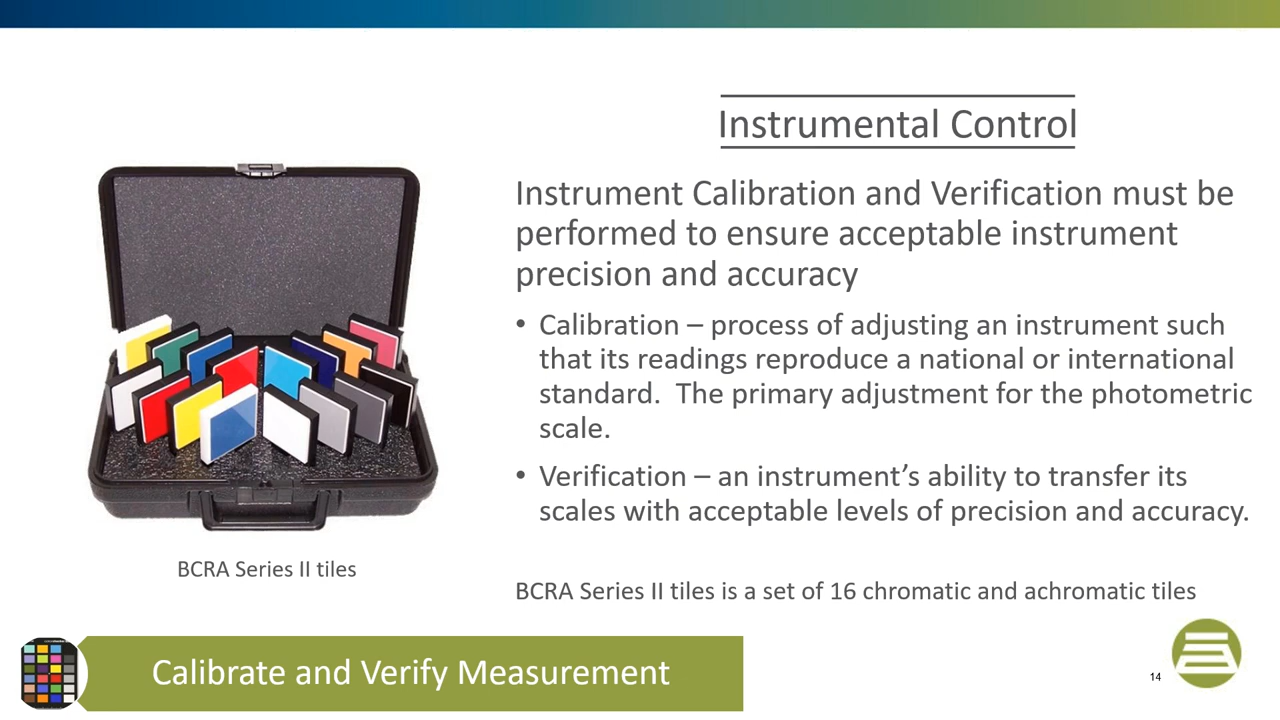 Instrumental Control
Instrument Calibration and Verification must be
performed to ensure acceptable instrument
precision and accuracy
• Calibration – process of adjusting an instrument such
that its readings reproduce a national or international
standard.  The primary adjustment for the photometric
scale.
• Verification – an instrument’s ability to transfer its
scales with acceptable levels of precision and accuracy.
BCRA Series II tiles
BCRA Series II tiles is a set of 16 chromatic and achromatic tiles
Calibrate and Verify Measurement
14